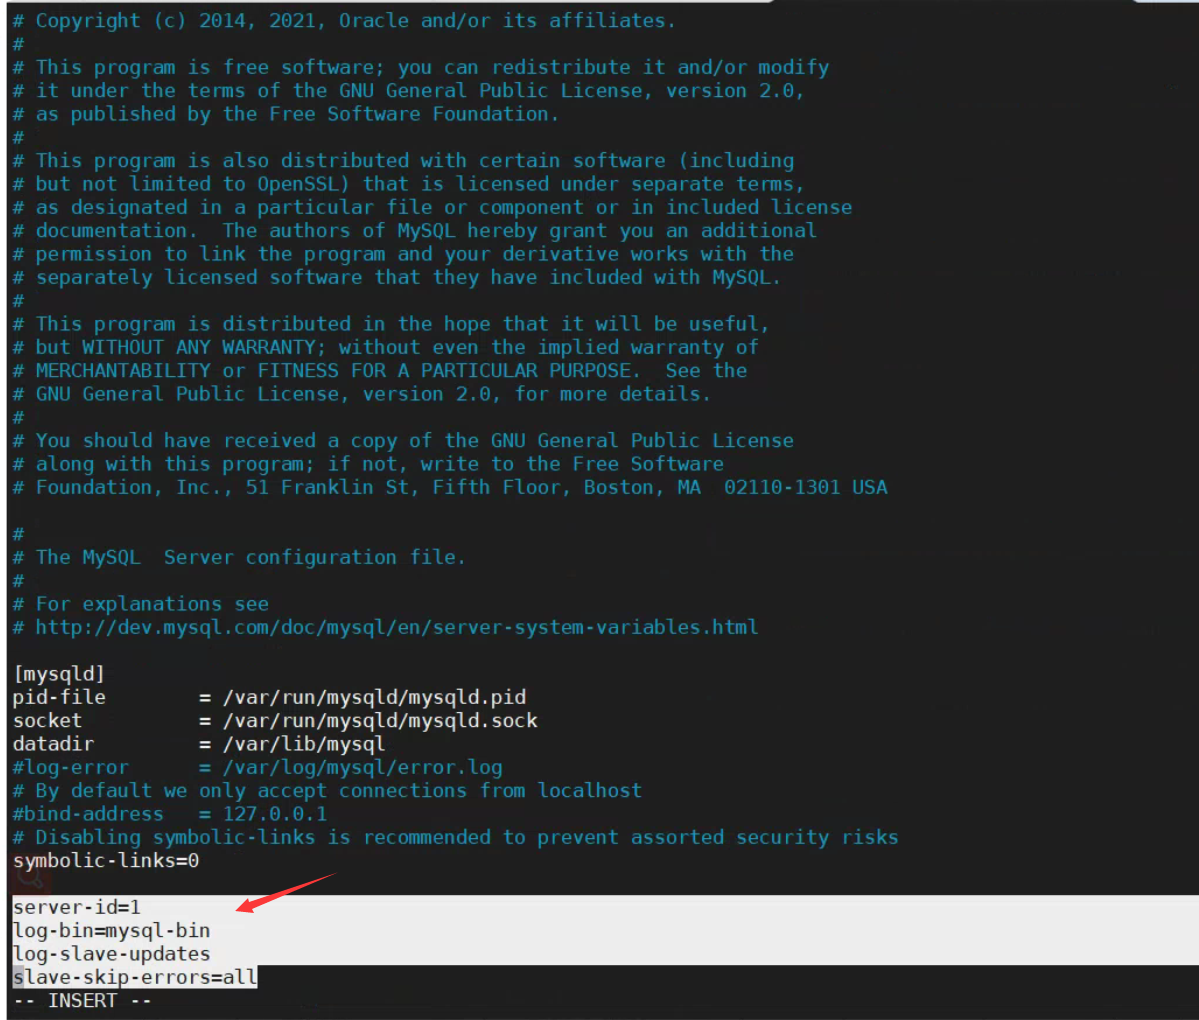 # Copyright (c) 2014, 2021, Oracle and/or its affiliates.
#
# This program is free software; you can redistribute it and/or modify
# it under the terms of the GNU General Public License, version 2.0,
# as published by the Free Software Foundation.
#
# This program is also distributed with certain software (including
# but not limited to OpenSSL) that is licensed under separate terms,
# as designated in a particular file or component or in included license
# documentation.  The authors of MySQL hereby grant you an additional
# permission to link the program and your derivative works with the
# separately licensed software that they have included with MySQL.
#
# This program is distributed in the hope that it will be useful,
# but WITHOUT ANY WARRANTY; without even the implied warranty of
# MERCHANTABILITY or FITNESS FOR A PARTICULAR PURPOSE.  See the
# GNU General Public License, version 2.0, for more details.
#
# You should have received a copy of the GNU General Public License
# along with this program; if not, write to the Free Software
# Foundation, Inc., 51 Franklin St, Fifth Floor, Boston, MA  02110-1301 USA

#
# The MySQL  Server configuration file.
#
# For explanations see
# http://dev.mysql.com/doc/mysql/en/server-system-variables.html

[mysqld]
pid-file        = /var/run/mysqld/mysqld.pid
socket          = /var/run/mysqld/mysqld.sock
datadir         = /var/lib/mysql
#log-error      = /var/log/mysql/error.log
# By default we only accept connections from localhost
#bind-address   = 127.0.0.1
# Disabling symbolic-links is recommended to prevent assorted security risks
symbolic-links=0

server-id=1
log-bin=mysql-bin
log-slave-updates
slave-skip-errors=all
-- INSERT --